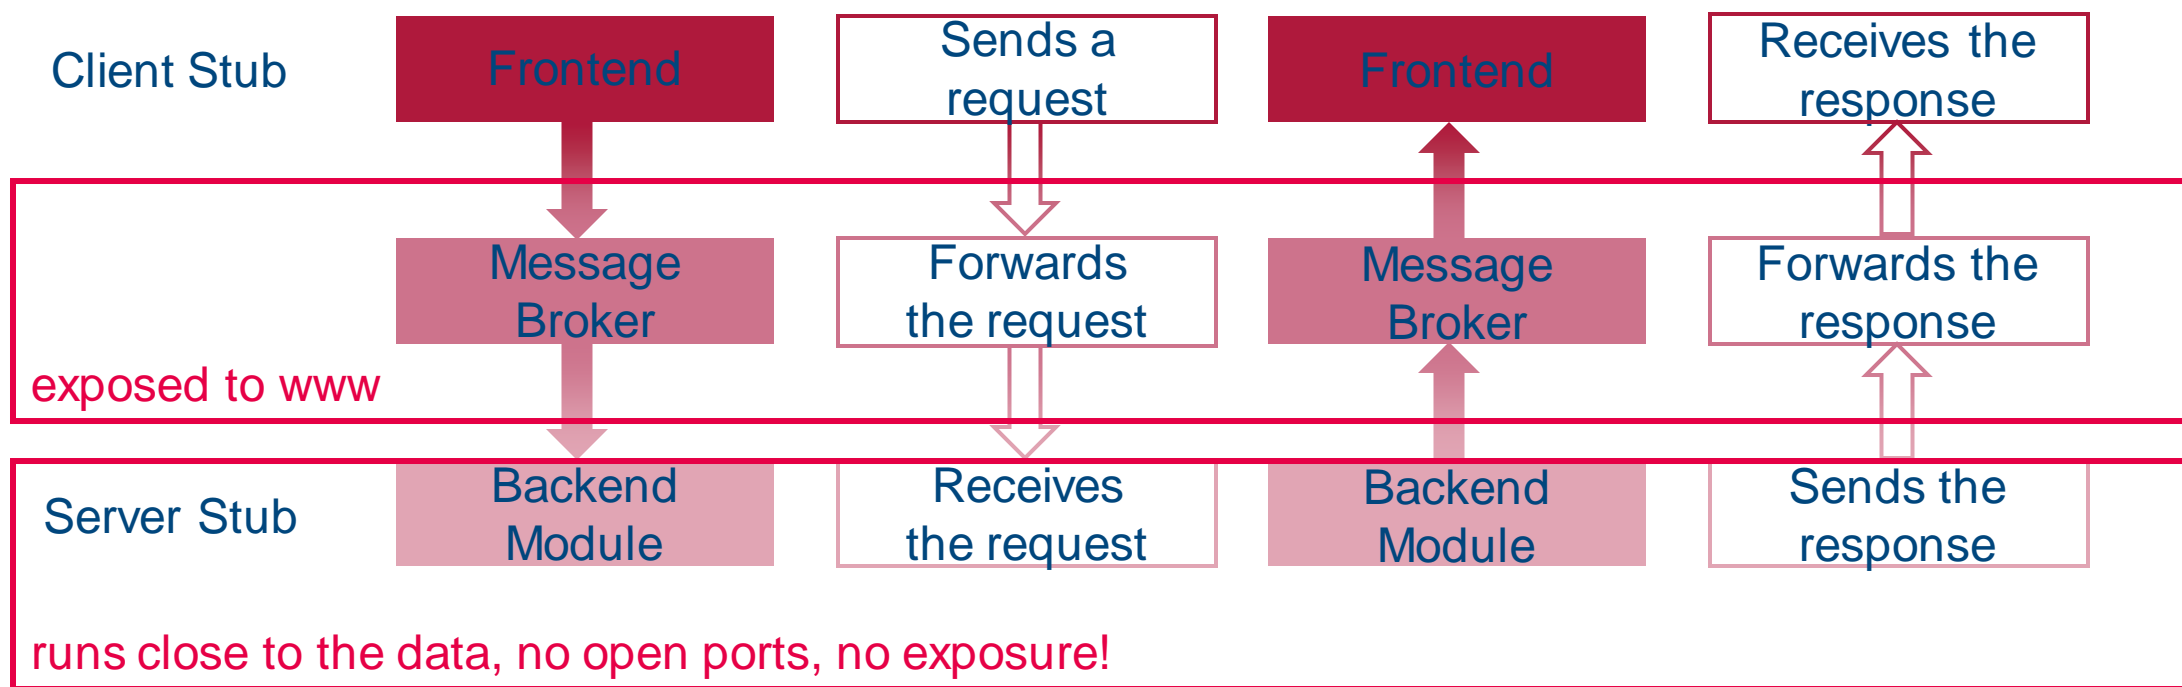 Client Stub
Frontend
Sends a
request
Frontend
Receives the
response
Message
Broker
Forwards
the request
Message
Broker
Forwards the
response
exposed to www
Server Stub
Backend
Module
Receives
the request
Backend
Module
Sends the
response
runs close to the data, no open ports, no exposure!